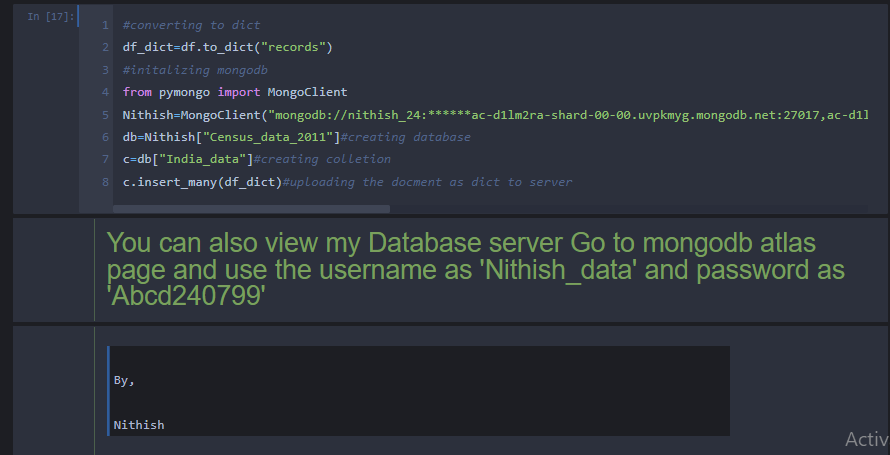 In [17]:
1 #converting to dict
2 df_dict=df.to_dict("records")
3 #initalizing mongodb
4 from pymongo import MongoClient
5 Nithish=MongoClient("mongodb://nithish_24:******ac-d1lm2ra-shard-00-00.uvpkmyg.mongodb.net:27017,ac-d1l
6 db=Nithish["Census_data_2011"]#creating database
7 c=db["India_data"]#creating colletion
8 c.insert_many(df_dict)#uploading the docment as dict to server
You can also view my Database server Go to mongodb atlas
page and use the username as 'Nithish_data' and password as
'Abcd240799'
By,
Nithish
Activ